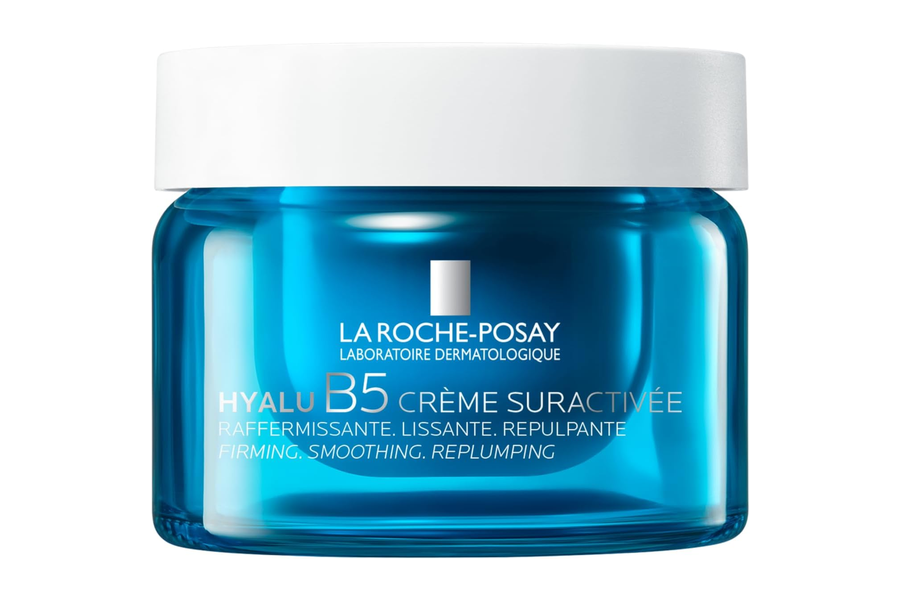 LA ROCHE-POSAY
LABORATOIRE DERMATOLOGIQUE
HYALU B5 CRÈME SURACTIVÉE
RAFFERMISSANTE. LISSANTE. REPULPANTE
FIRMING. SMOOTHING. REPLUMPING